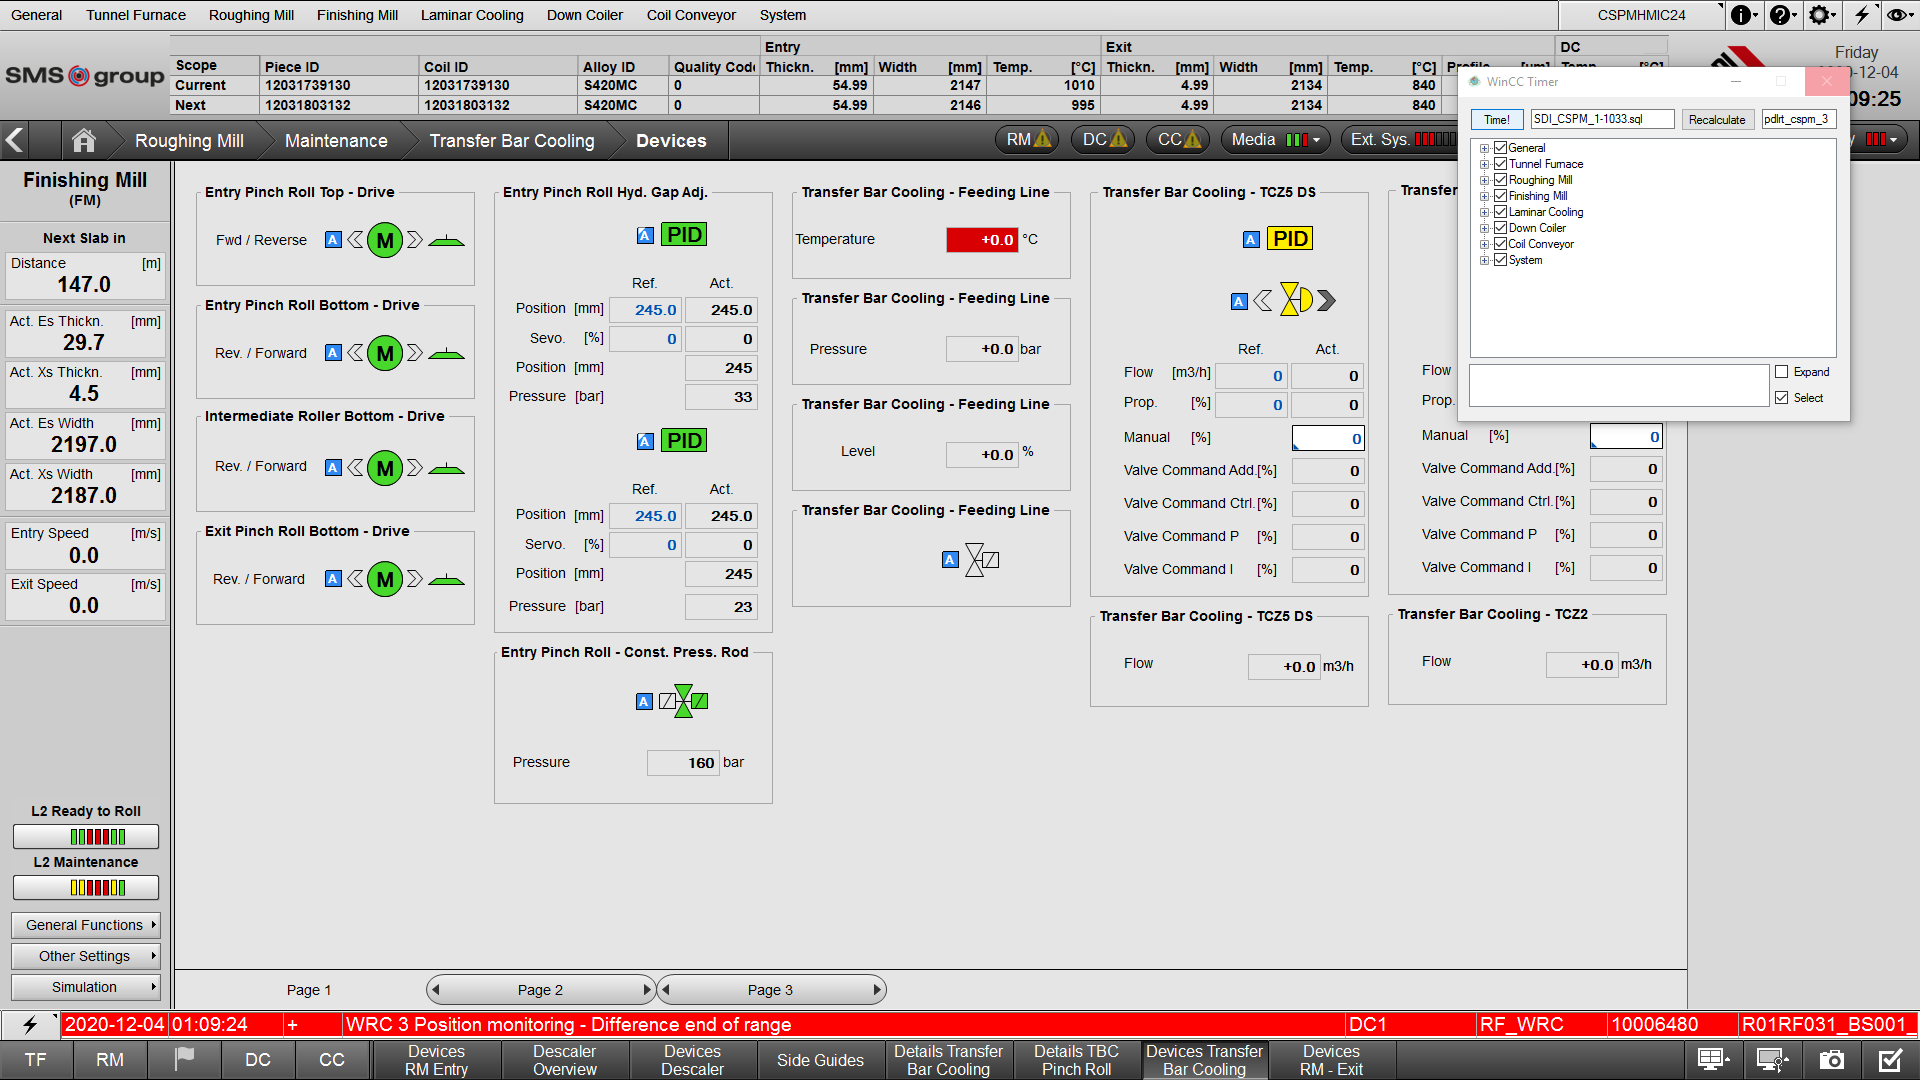 General Tunnel Furnace Roughing Mill Finishing Mill Laminar Cooling Down Coiler Coil Conveyor System CSPMHMIC24
Entry Exit DC
Scope Piece ID Coil ID Alloy ID Quality Code Thickn. [mm] Width [mm] Temp. [°C] Thickn. [mm] Width [mm] Temp. [°C]
Current 12031739130 12031739130 S420MC 0 54.99 2147 1010 4.99 2134 840
Next 12031803132 12031803132 S420MC 0 54.99 2146 995 4.99 2134 840
SMS group
Friday
-12-04
09:25
WinCC Timer
Time! SDI_CSPM_1-1033.sql Recalculate pdlrt_cspm_3
General
Tunnel Furnace
Roughing Mill
Finishing Mill
Laminar Cooling
Down Coiler
Coil Conveyor
System
Expand
Select
Roughing Mill Maintenance Transfer Bar Cooling Devices RM DC CC Media Ext. Sys.
Finishing Mill
(FM)
Next Slab in
Distance [m]
147.0
Act. Es Thickn. [mm]
29.7
Act. Xs Thickn. [mm]
4.5
Act. Es Width [mm]
2197.0
Act. Xs Width [mm]
2187.0
Entry Speed [m/s]
0.0
Exit Speed [m/s]
0.0
L2 Ready to Roll
L2 Maintenance
General Functions
Other Settings
Simulation
Entry Pinch Roll Top - Drive
Fwd / Reverse A M
Entry Pinch Roll Bottom - Drive
Rev. / Forward A M
Intermediate Roller Bottom - Drive
Rev. / Forward A M
Exit Pinch Roll Bottom - Drive
Rev. / Forward A M
Entry Pinch Roll Hyd. Gap Adj.
A PID
Ref. Act.
Position [mm] 245.0 245.0
Sevo. [%] 0 0
Position [mm] 245
Pressure [bar] 33
A PID
Ref. Act.
Position [mm] 245.0 245.0
Servo. [%] 0 0
Position [mm] 245
Pressure [bar] 23
Entry Pinch Roll - Const. Press. Rod
A
Pressure 160 bar
Transfer Bar Cooling - Feeding Line
Temperature +0.0 °C
Transfer Bar Cooling - Feeding Line
Pressure +0.0 bar
Transfer Bar Cooling - Feeding Line
Level +0.0 %
Transfer Bar Cooling - Feeding Line
A
Transfer Bar Cooling - TCZ5 DS
A PID
A
Ref. Act.
Flow [m3/h] 0 0
Prop. [%] 0 0
Manual [%] 0
Valve Command Add.[%] 0
Valve Command Ctrl.[%] 0
Valve Command P [%] 0
Valve Command I [%] 0
Transfer Bar Cooling - TCZ5 DS
Flow +0.0 m3/h
Transfer
Flow
Prop.
Manual [%] 0
Valve Command Add.[%] 0
Valve Command Ctrl.[%] 0
Valve Command P [%] 0
Valve Command I [%] 0
Transfer Bar Cooling - TCZ2
Flow +0.0 m3/h
Page 1 Page 2 Page 3
2020-12-04 01:09:24 + WRC 3 Position monitoring - Difference end of range DC1 RF_WRC 10006480 R01RF031_BS001_
TF RM DC CC
Devices
RM Entry
Descaler
Overview
Devices
Descaler
Side Guides
Details Transfer
Bar Cooling
Details TBC
Pinch Roll
Devices Transfer
Bar Cooling
Devices
RM - Exit